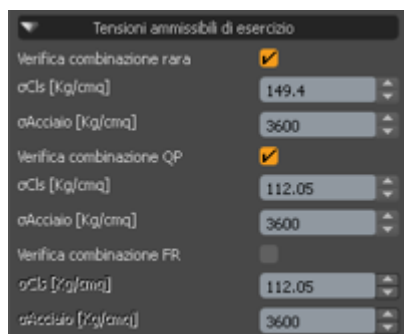 Tensioni ammissibili di esercizio
Verifica combinazione rara
σCls [Kg/cmq] 149.4
σAcciaio [Kg/cmq] 3600
Verifica combinazione QP
σCls [Kg/cmq] 112.05
σAcciaio [Kg/cmq] 3600
Verifica combinazione FR
σCls [Kg/cmq] 112.05
σAcciaio [Kg/cmq] 3600